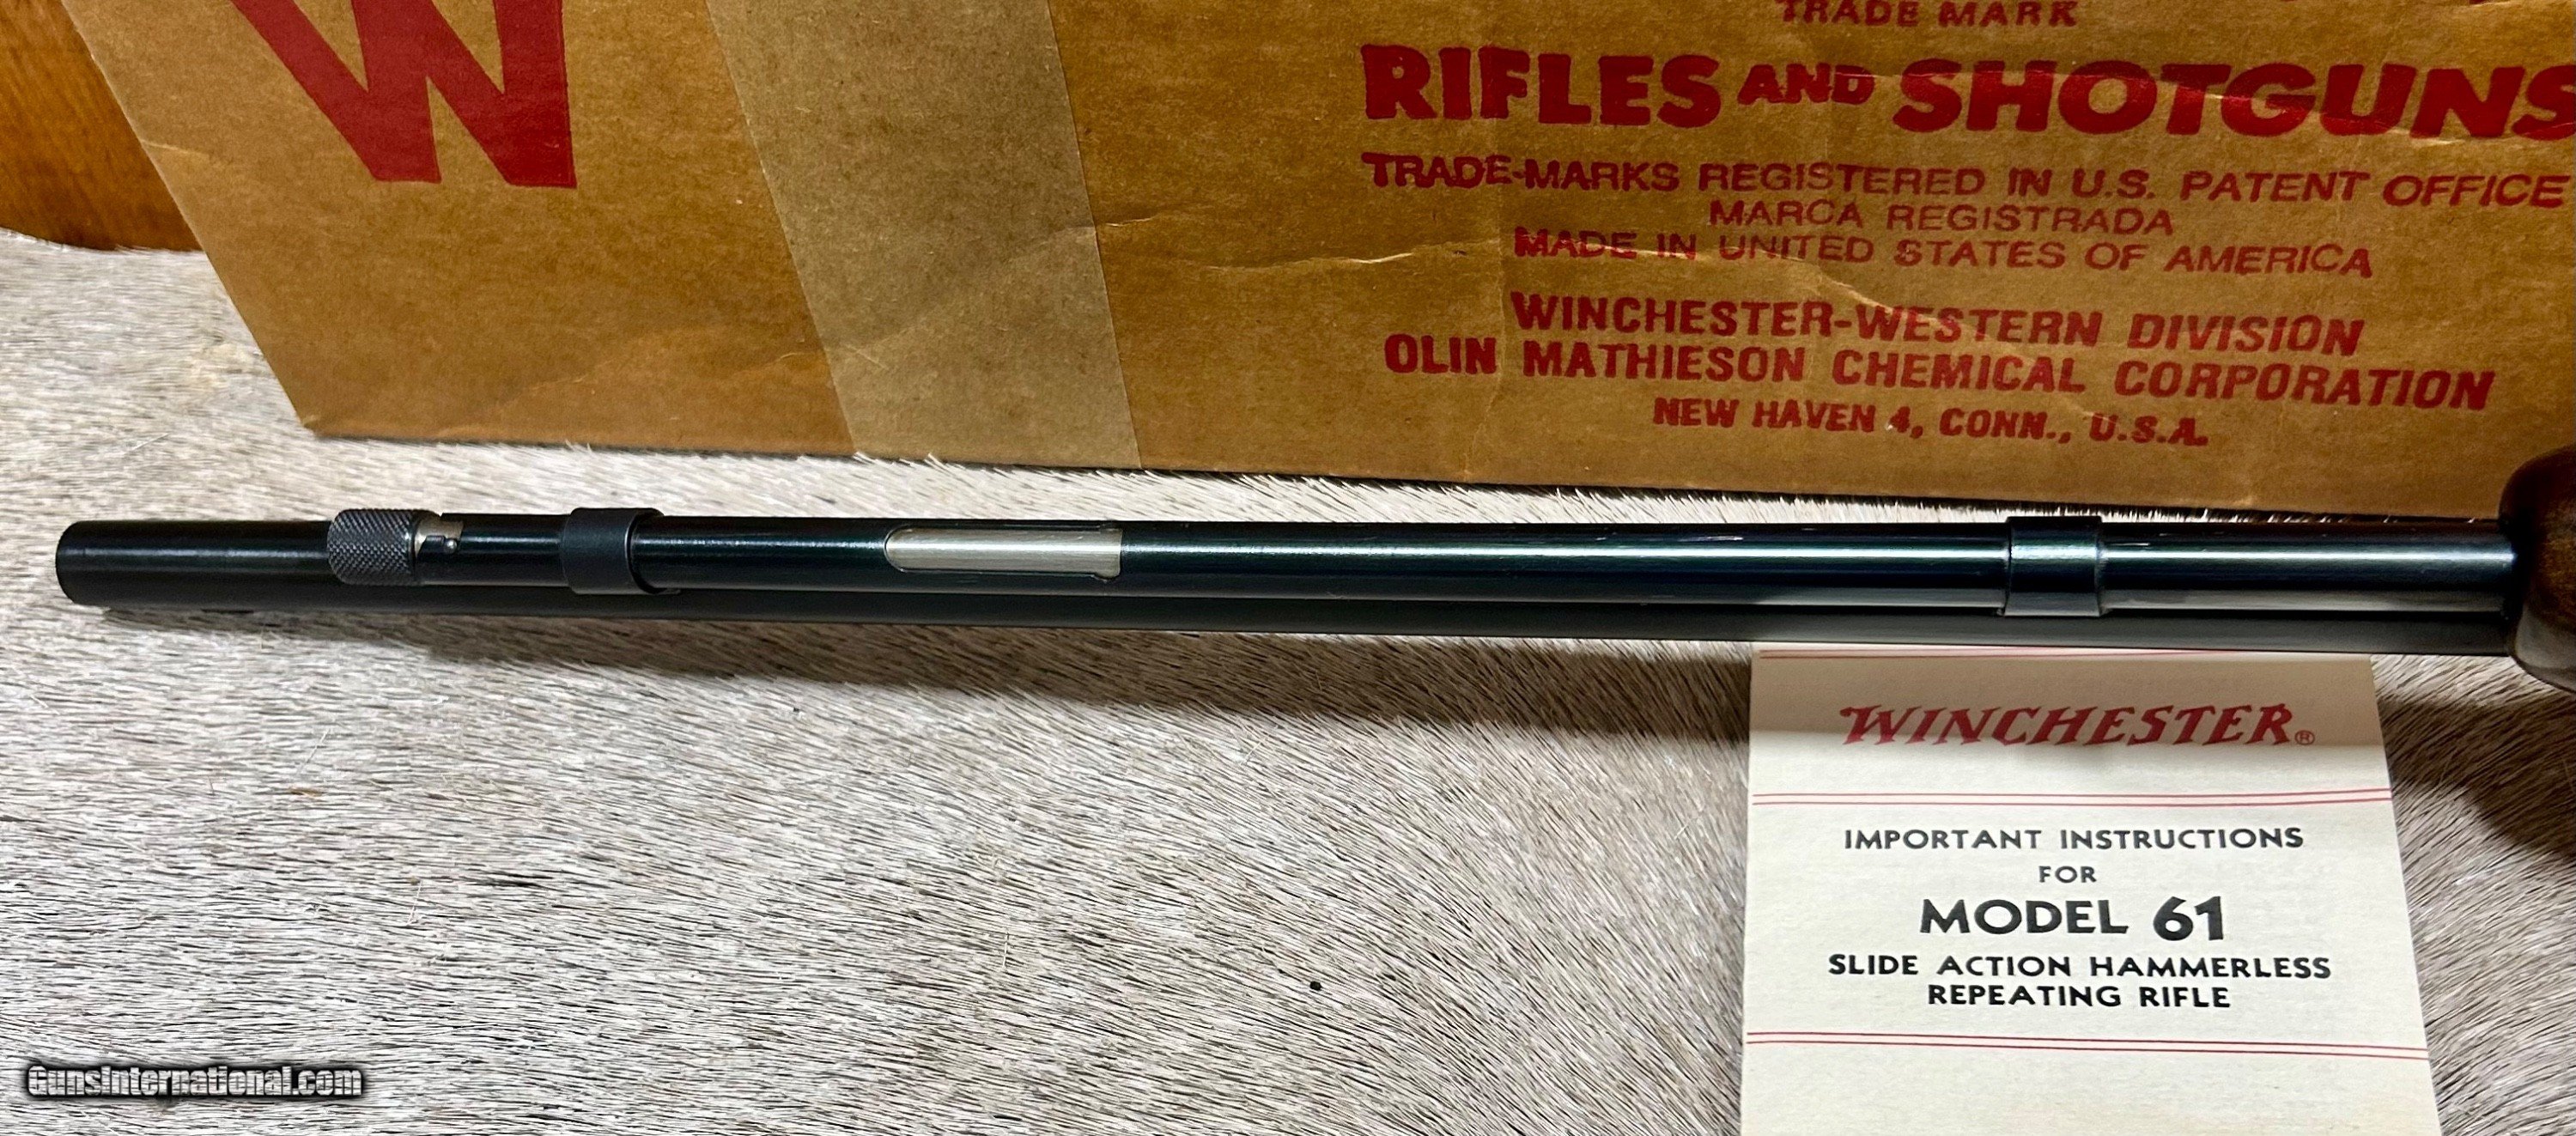 W
TRADE MARK
RIFLES AND SHOTGUNS
TRADE-MARKS REGISTERED IN U.S. PATENT OFFICE
MARCA REGISTRADA
MADE IN UNITED STATES OF AMERICA
WINCHESTER-WESTERN DIVISION
OLIN MATHIESON CHEMICAL CORPORATION
NEW HAVEN 4, CONN., U.S.A.
WINCHESTER®
IMPORTANT INSTRUCTIONS
FOR
MODEL 61
SLIDE ACTION HAMMERLESS
REPEATING RIFLE
GunsInternational.com